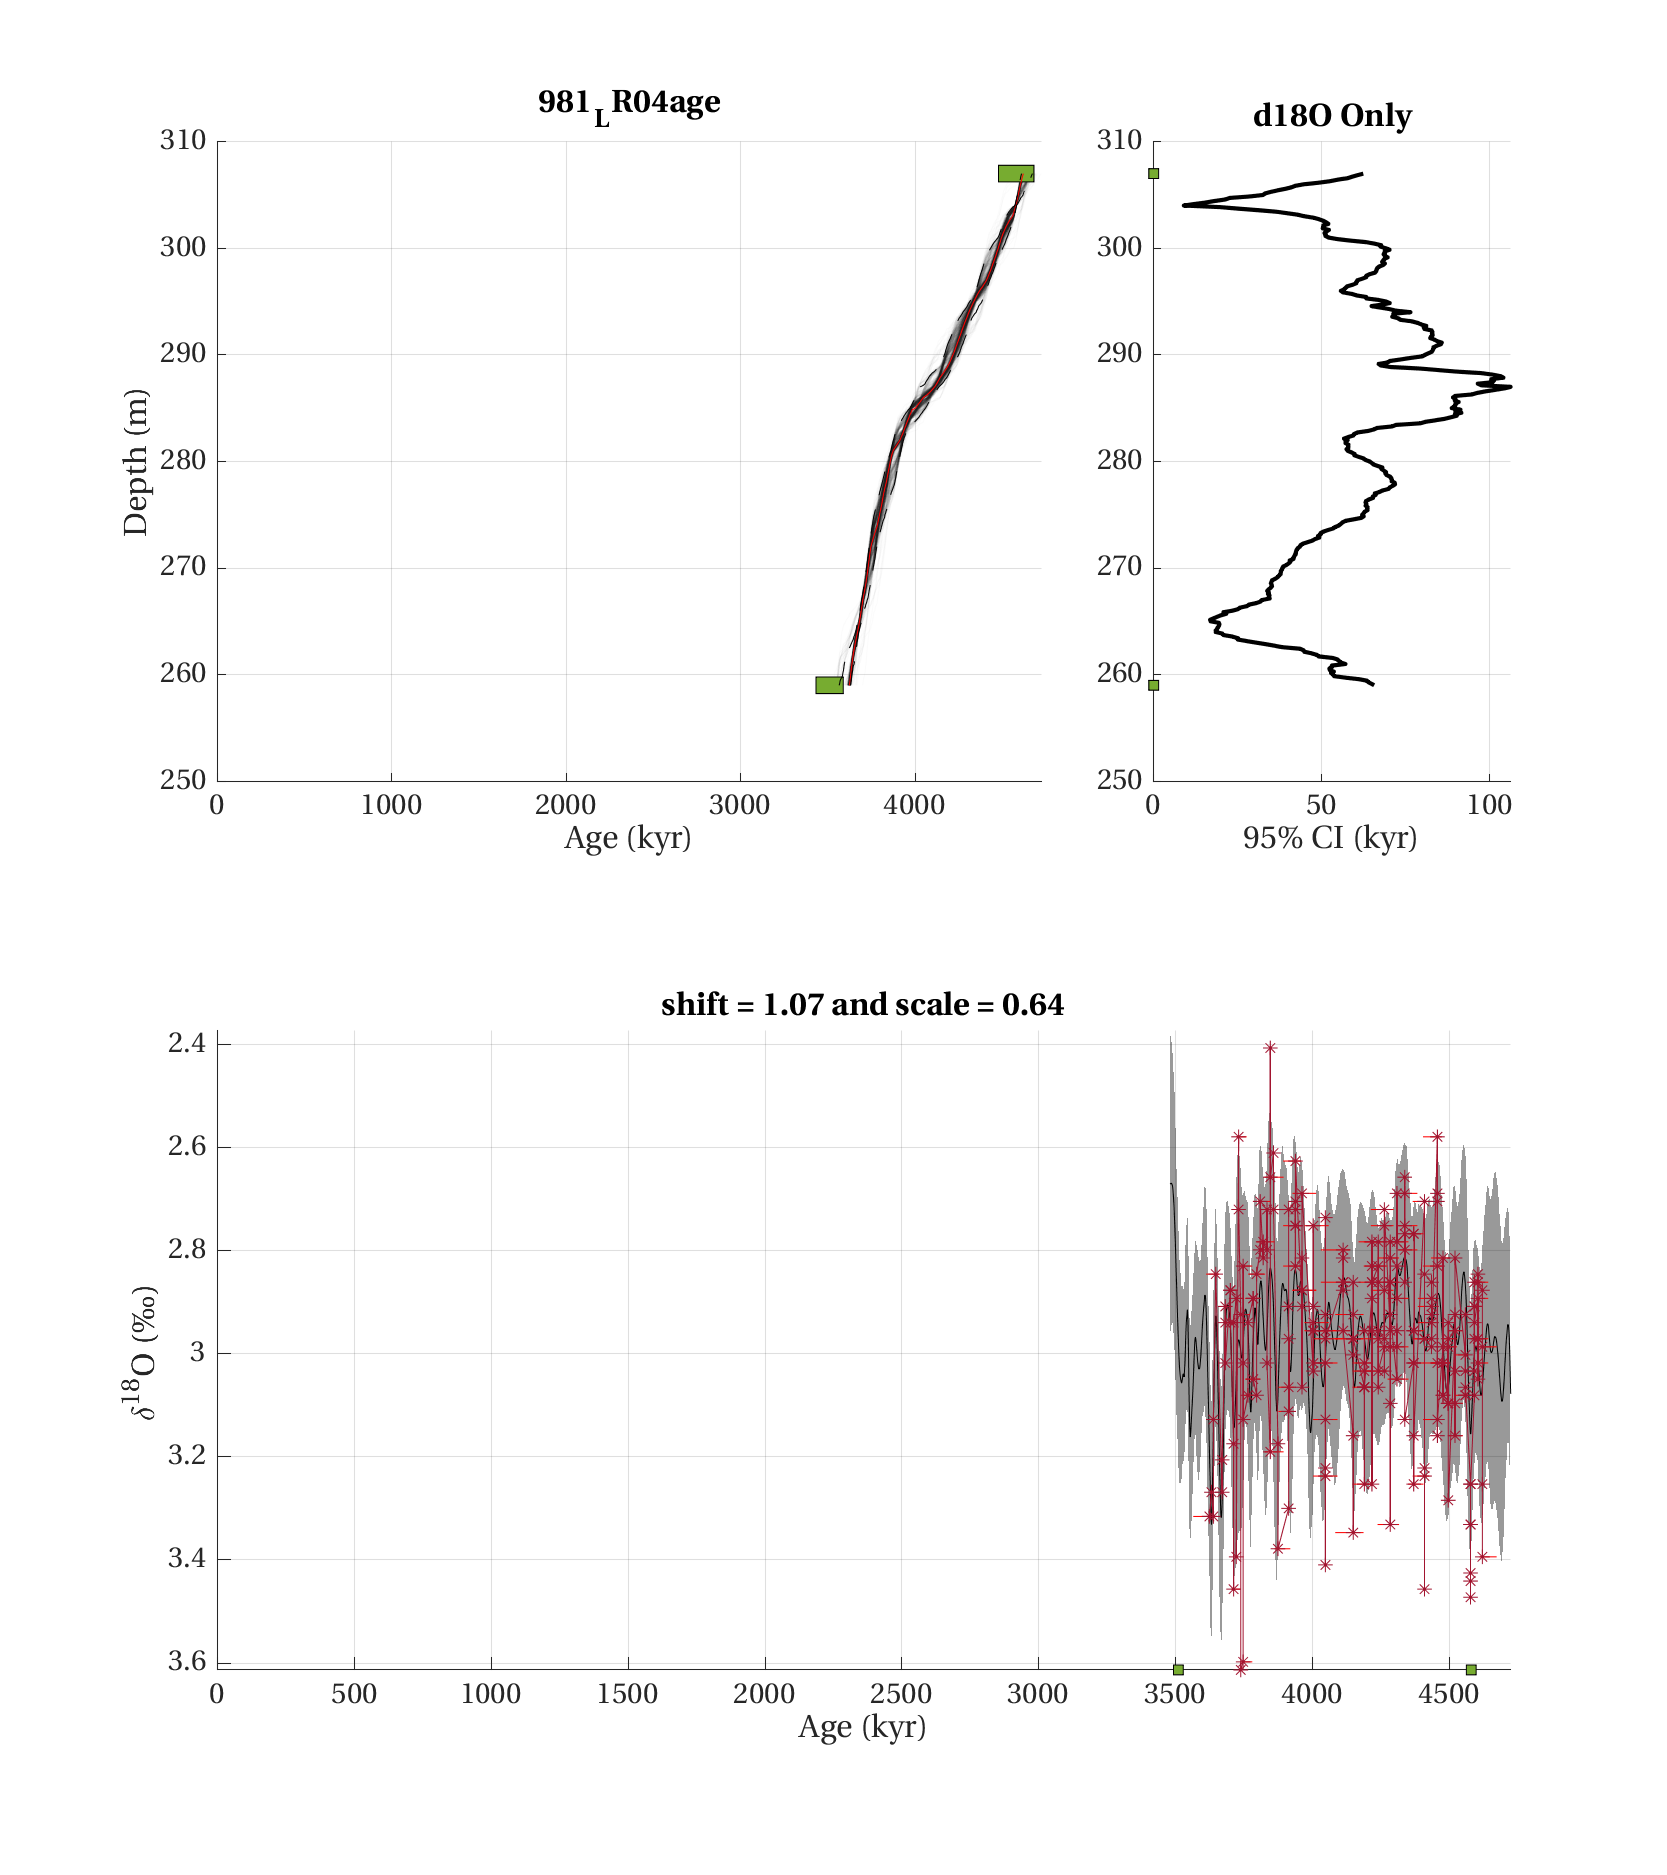 981LR04age
d18O Only
310
300
290
280
270
260
250
Depth (m)
0 1000 2000 3000 4000
Age (kyr)
310
300
290
280
270
260
250
0 50 100
95% CI (kyr)
shift = 1.07 and scale = 0.64
2.4
2.6
2.8
3
3.2
3.4
3.6
δ18O (‰)
0 500 1000 1500 2000 2500 3000 3500 4000 4500
Age (kyr)